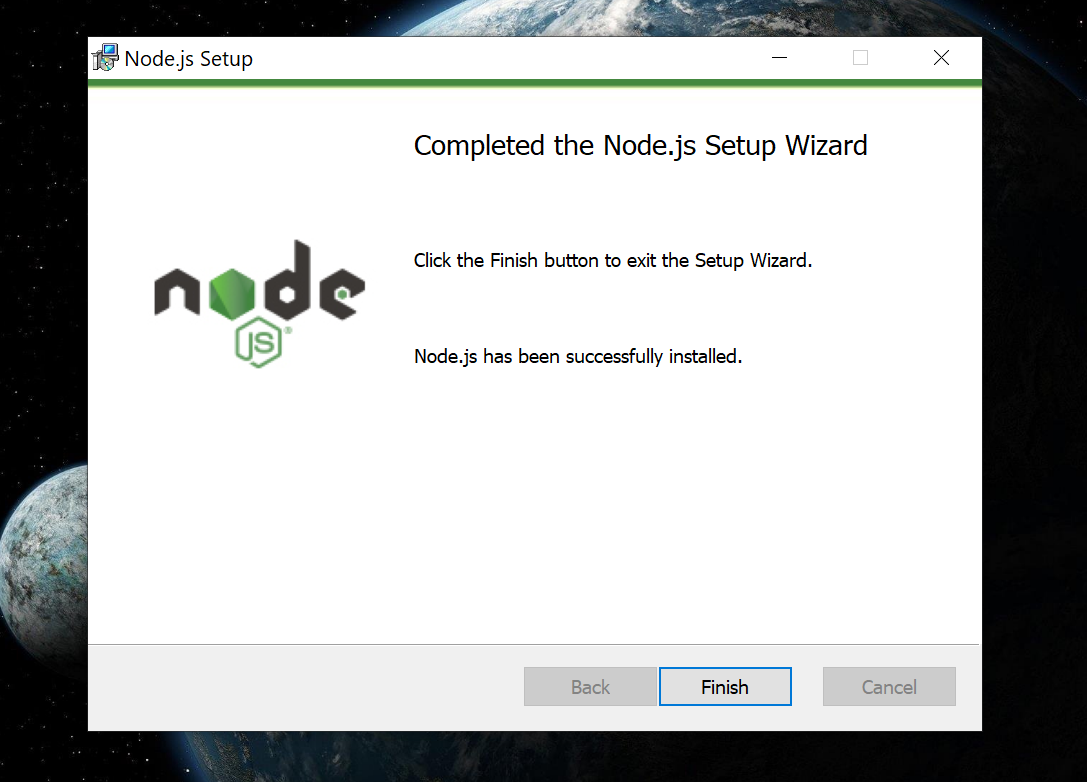 Node.js Setup
Completed the Node.js Setup Wizard
Click the Finish button to exit the Setup Wizard.
node
JS®
Node.js has been successfully installed.
Back
Finish
Cancel